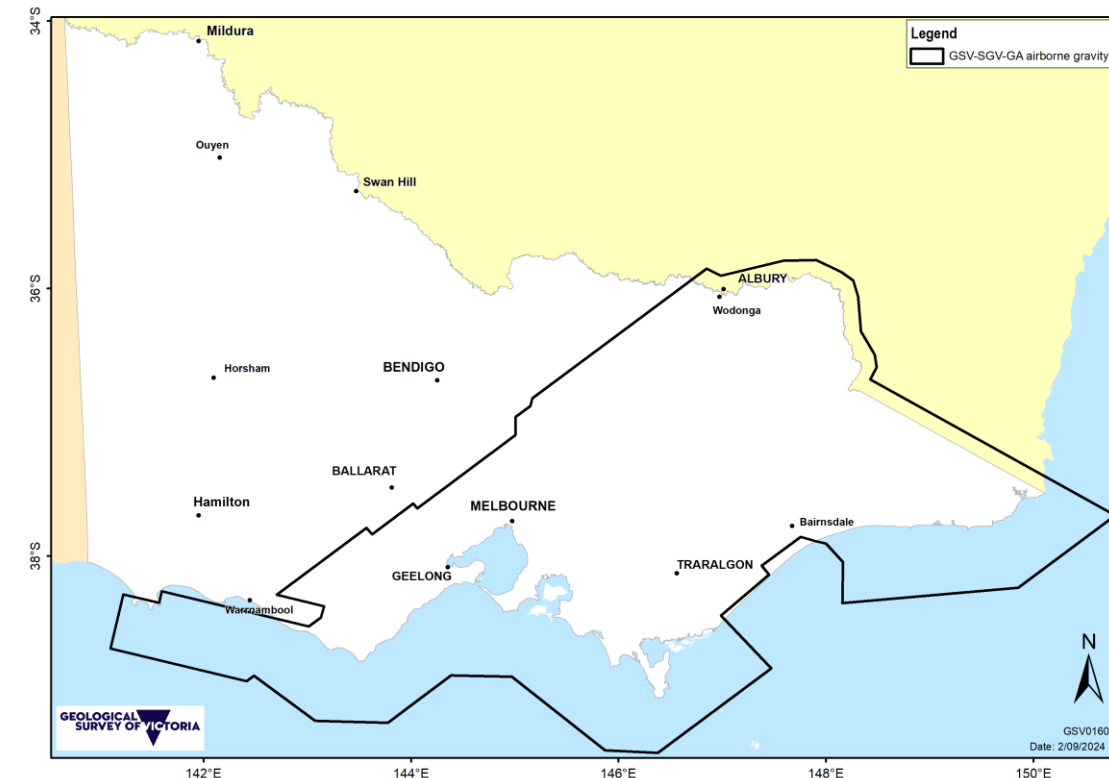 34°S
Mildura
Legend
GSV-SGV-GA airborne gravity
Ouyen
Swan Hill
36°S
ALBURY
Wodonga
Horsham
BENDIGO
BALLARAT
Hamilton
MELBOURNE
Bairnsdale
38°S
GEELONG
TRARALGON
Warrnambool
N
GEOLOGICAL
SURVEY OF VICTORIA
GSV0160
Date: 2/09/2024
142°E
144°E
146°E
148°E
150°E